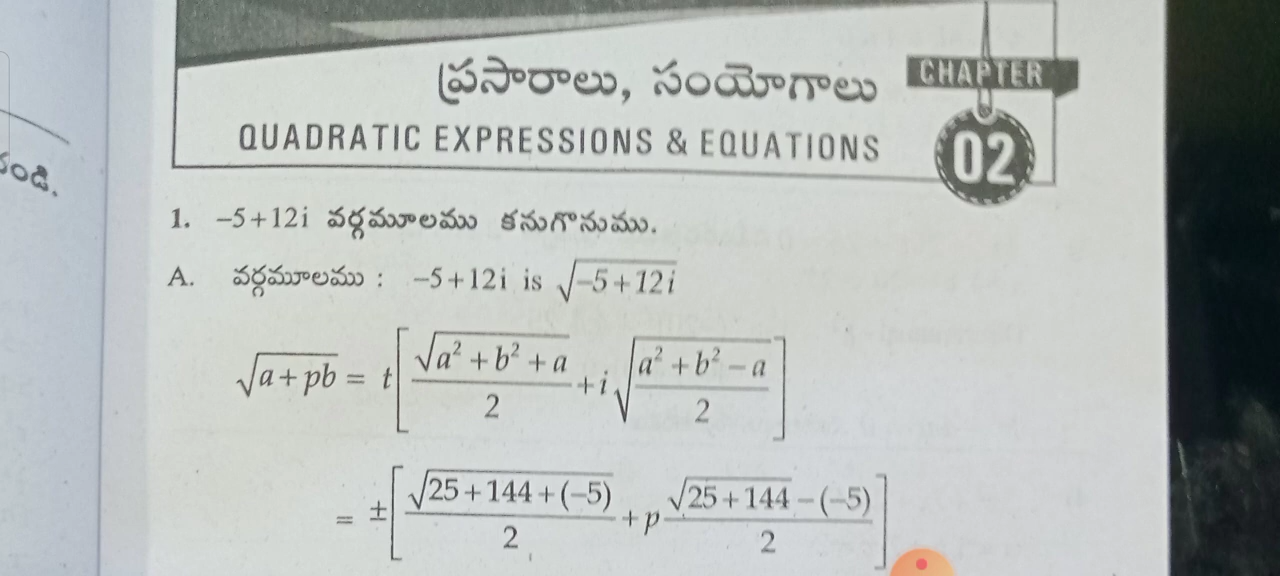 ప్రసారాలు, సంయోగాలు
CHAPTER
QUADRATIC EXPRESSIONS & EQUATIONS
02
1. −5+12i వర్గమూలము కనుగొనుము.
A. వర్గమూలము : −5+12i is √(−5+12i)
√(a+pb) = t[√(a²+b²+a)/2 + i√((a²+b²−a)/2)]
= ±[√(25+144+(−5))/2 + p (√(25+144)−(−5))/2]